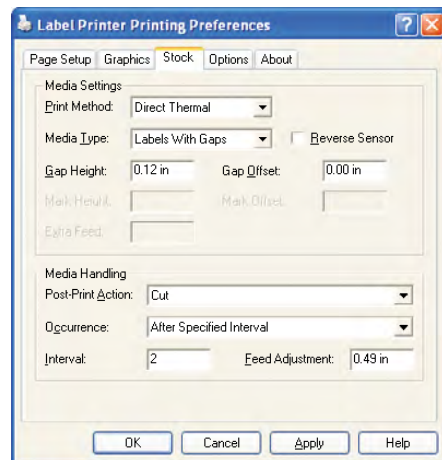 Label Printer Printing Preferences
Page Setup Graphics Stock Options About
Media Settings
Print Method: Direct Thermal
Media Type: Labels With Gaps Reverse Sensor
Gap Height: 0.12 in Gap Offset: 0.00 in
Mark Height: Mark Offset:
Extra Feed:
Media Handling
Post-Print Action: Cut
Occurrence: After Specified Interval
Interval: 2 Feed Adjustment: 0.49 in
OK Cancel Apply Help